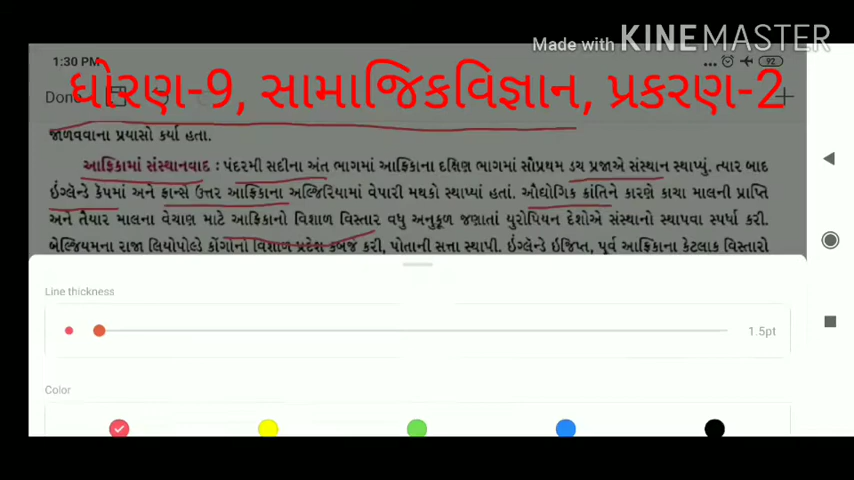 Made with KINEMASTER
1:30 PM
92
Done
ધોરણ-9, સામાજિકવિજ્ઞાન, પ્રકરણ-2
જાળવવાના પ્રયાસો કર્યા હતા.
આફ્રિકામાં સંસ્થાનવાદ : પંદરમી સદીના અંત ભાગમાં આફ્રિકાના દક્ષિણ ભાગમાં સૌપ્રથમ ડચ પ્રજાએ સંસ્થાન સ્થાપ્યું. ત્યાર બાદ
ઇંગ્લૅન્ડે કેપમાં અને ફ્રાન્સે ઉત્તર આફ્રિકાના અલ્જિરિયામાં વેપારી મથકો સ્થાપ્યાં હતાં. ઔદ્યોગિક ક્રાંતિને કારણે કાચા માલની પ્રાપ્તિ
અને તૈયાર માલના વેચાણ માટે આફ્રિકાનો વિશાળ વિસ્તાર વધુ અનુકૂળ જણાતાં યુરોપિયન દેશોએ સંસ્થાનો સ્થાપવા સ્પર્ધા કરી.
બેલ્જિયમના રાજા લિયોપોલ્ડે કોંગોનો વિશાળ પ્રદેશ કબજે કરી, પોતાની સત્તા સ્થાપી. ઇંગ્લૅન્ડે ઇજિપ્ત, પૂર્વ આફ્રિકાના કેટલાક વિસ્તારો
Line thickness
1.5pt
Color